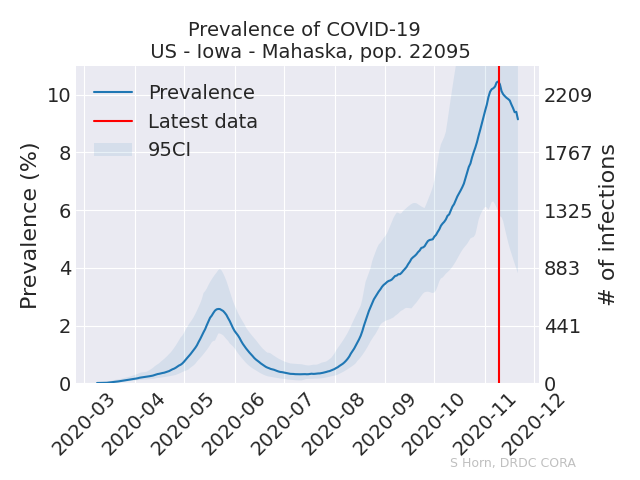 Prevalence of COVID-19
US - Iowa - Mahaska, pop. 22095
Prevalence
Latest data
95CI
Prevalence (%)
10
8
6
4
2
0
2209
1767
1325
883
441
0
# of infections
2020-03
2020-04
2020-05
2020-06
2020-07
2020-08
2020-09
2020-10
2020-11
2020-12
S Horn, DRDC CORA